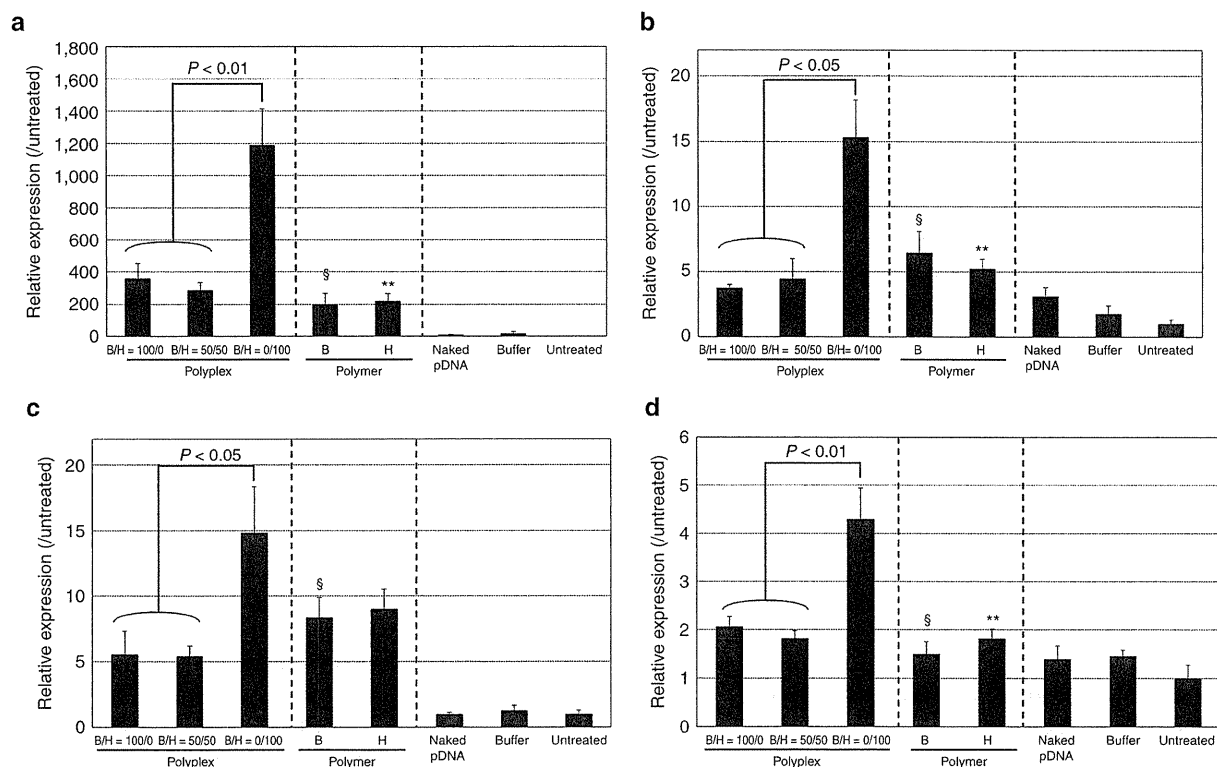 a
Relative expression (/untreated)
1,800
1,600
1,400
1,200
1,000
800
600
400
200
0
P < 0.01
§
**
B/H = 100/0 B/H = 50/50 B/H = 0/100 B H Naked pDNA Buffer Untreated
Polyplex Polymer
b
Relative expression (/untreated)
20
15
10
5
0
P < 0.05
§
**
B/H = 100/0 B/H = 50/50 B/H= 0/100 B H Naked pDNA Buffer Untreated
Polyplex Polymer
c
Relative expression (/untreated)
20
15
10
5
0
P < 0.05
§
B/H = 100/0 B/H = 50/50 B/H = 0/100 B H Naked pDNA Buffer Untreated
Polyplex Polymer
d
Relative expression (/untreated)
6
5
4
3
2
1
0
P < 0.01
§
**
B/H = 100/0 B/H = 50/50 B/H = 0/100 B H Naked pDNA Buffer Untreated
Polyplex Polymer